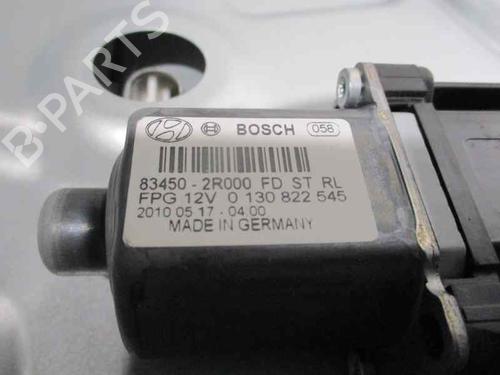 B-PARTS
BOSCH 058
83450 - 2R000 FD ST RL
FPG 12V 0 130 822 545
2010 05 17 - 04.00
MADE IN GERMANY